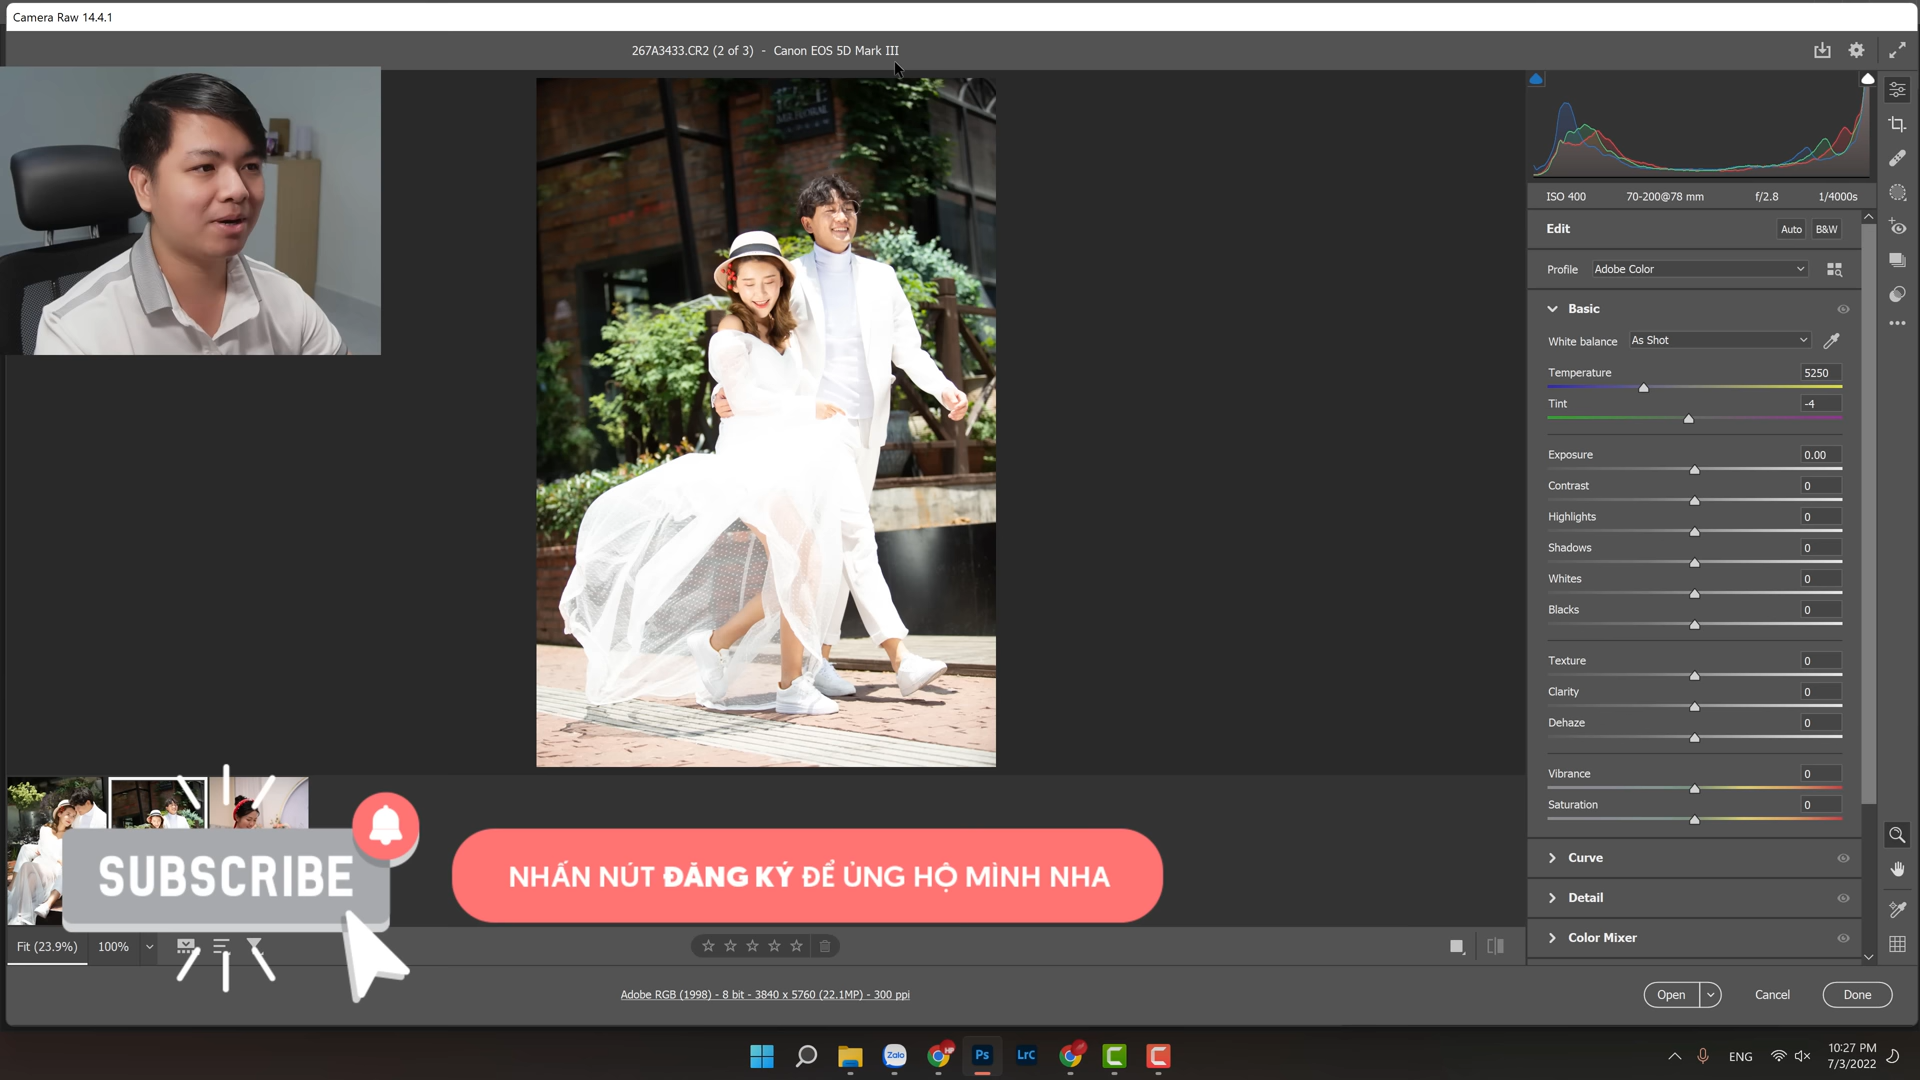 Camera Raw 14.4.1
267A3433.CR2 (2 of 3) - Canon EOS 5D Mark III
ISO 400 70-200@78 mm f/2.8 1/4000s
Edit Auto B&W
Profile Adobe Color
Basic
White balance As Shot
Temperature 5250
Tint -4
Exposure 0.00
Contrast 0
Highlights 0
Shadows 0
Whites 0
Blacks 0
Texture 0
Clarity 0
Dehaze 0
Vibrance 0
Saturation 0
Curve
Detail
Color Mixer
SUBSCRIBE
NHẤN NÚT ĐĂNG KÝ ĐỂ ỦNG HỘ MÌNH NHA
Fit (23.9%) 100%
Adobe RGB (1998) - 8 bit - 3840 x 5760 (22.1MP) - 300 ppi
Open Cancel Done
Zalo Ps LrC
ENG
10:27 PM
7/3/2022